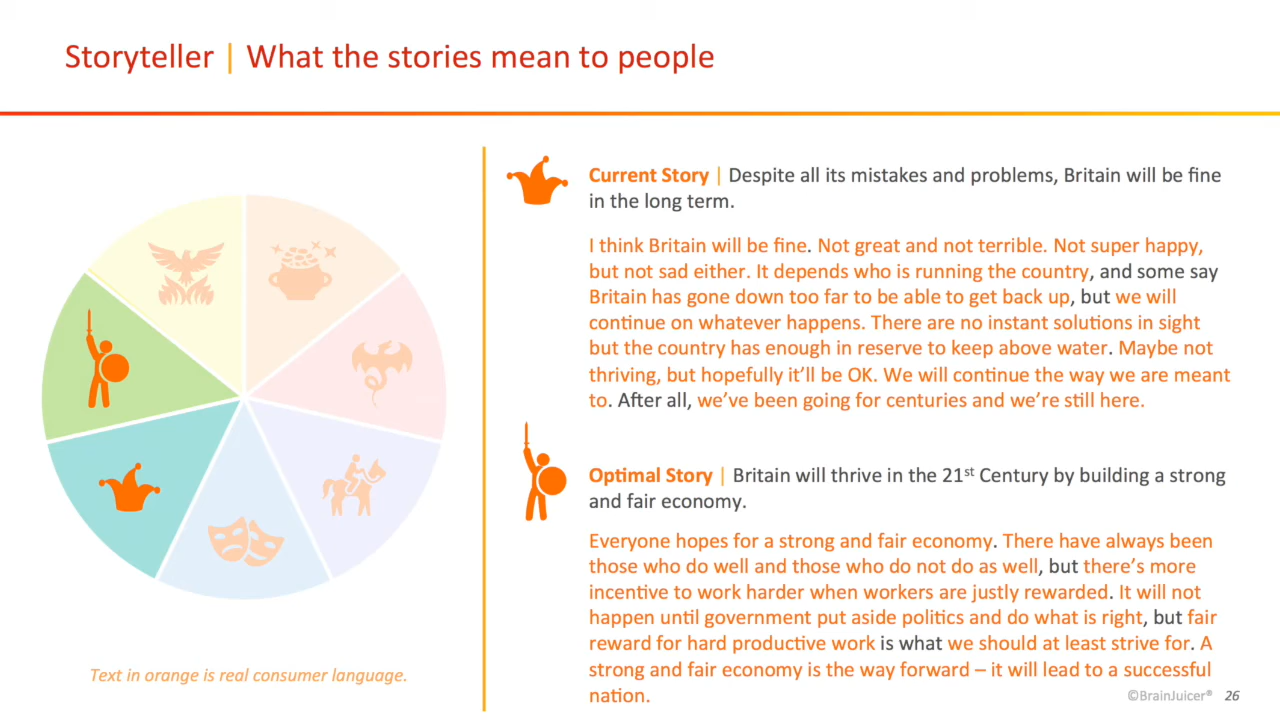 Storyteller | What the stories mean to people
Current Story | Despite all its mistakes and problems, Britain will be fine
in the long term.
I think Britain will be fine. Not great and not terrible. Not super happy,
but not sad either. It depends who is running the country, and some say
Britain has gone down too far to be able to get back up, but we will
continue on whatever happens. There are no instant solutions in sight
but the country has enough in reserve to keep above water. Maybe not
thriving, but hopefully it’ll be OK. We will continue the way we are meant
to. After all, we’ve been going for centuries and we’re still here.
Optimal Story | Britain will thrive in the 21st Century by building a strong
and fair economy.
Everyone hopes for a strong and fair economy. There have always been
those who do well and those who do not do as well, but there’s more
incentive to work harder when workers are justly rewarded. It will not
happen until government put aside politics and do what is right, but fair
reward for hard productive work is what we should at least strive for. A
strong and fair economy is the way forward – it will lead to a successful
nation.
Text in orange is real consumer language.
©BrainJuicer® 26